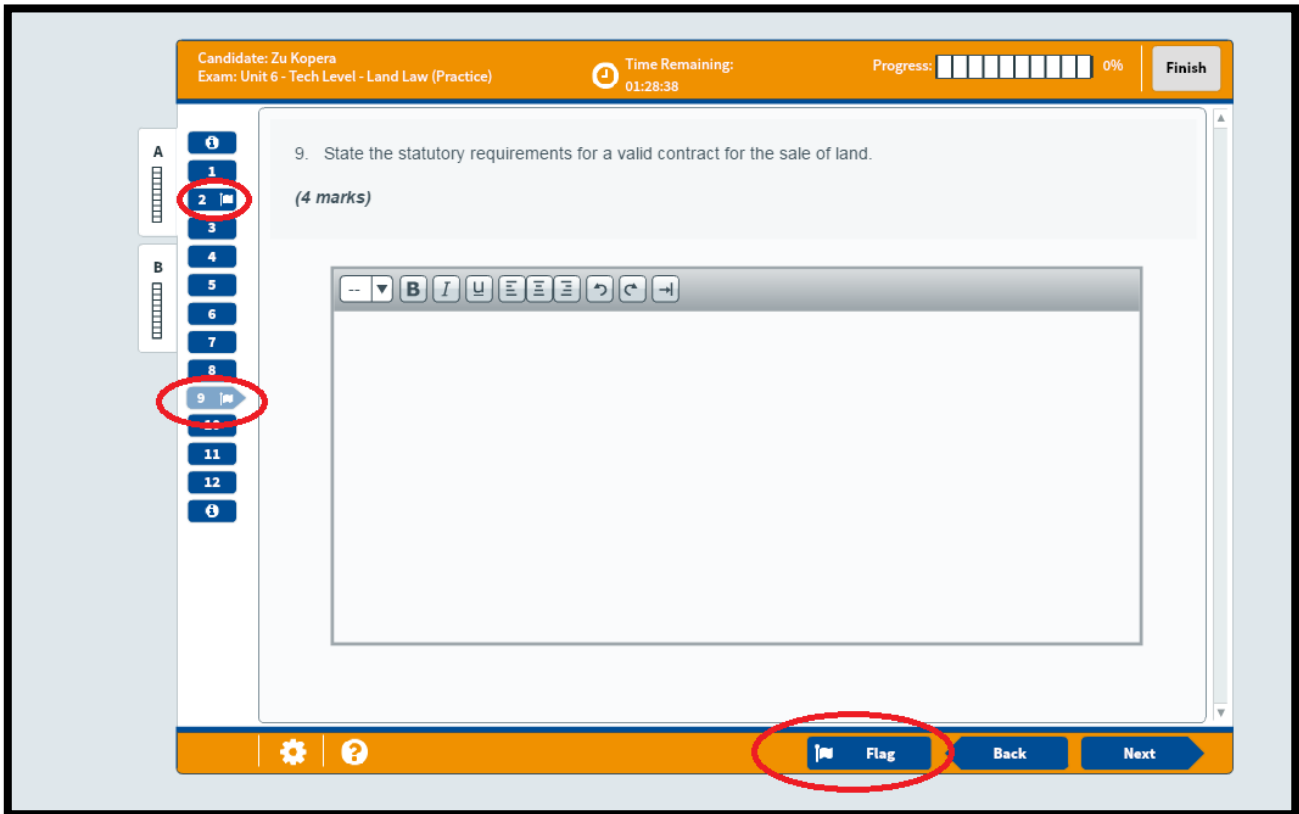 Candidate: Zu Kopera
Exam: Unit 6 - Tech Level - Land Law (Practice)
Time Remaining:
01:28:38
Progress: 0%
Finish
A
B
1
2
3
4
5
6
7
8
9
10
11
12
9. State the statutory requirements for a valid contract for the sale of land.
(4 marks)
-- B I U
Flag
Back
Next